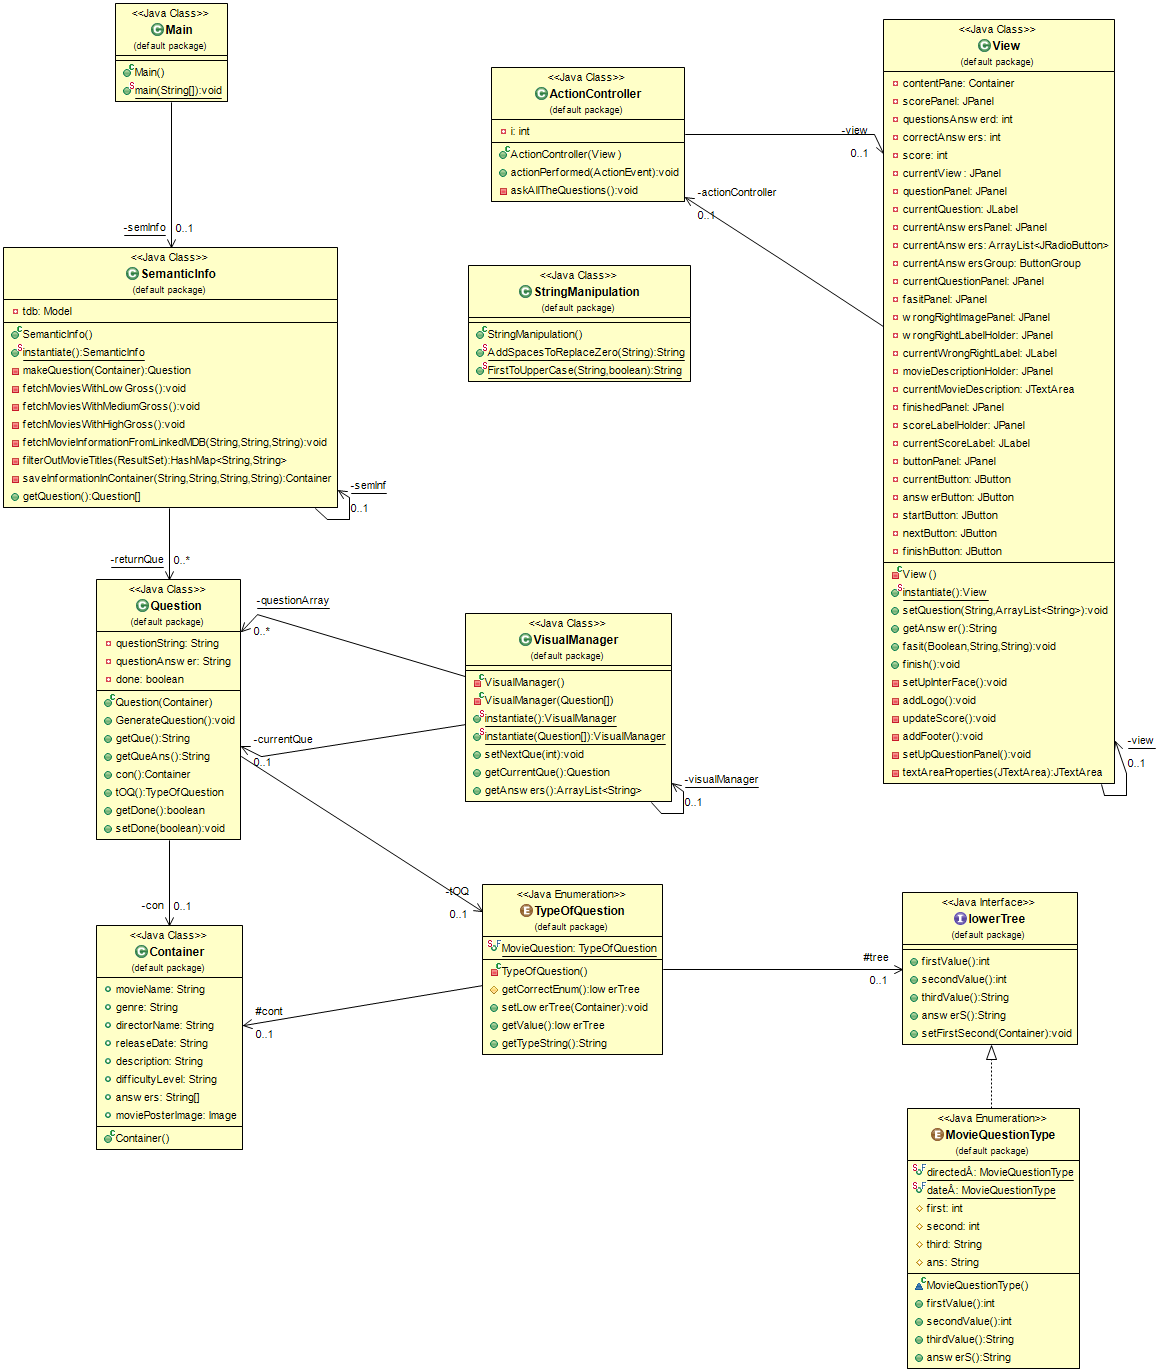 <<Java Class>>
Main
(default package)
Main()
main(String[]):void
-semInfo
0..1
<<Java Class>>
SemanticInfo
(default package)
tdb: Model
SemanticInfo()
instantiate():SemanticInfo
makeQuestion(Container):Question
fetchMoviesWithLowGross():void
fetchMoviesWithMediumGross():void
fetchMoviesWithHighGross():void
fetchMovieInformationFromLinkedMDB(String,String,String):void
filterOutMovieTitles(ResultSet):HashMap<String,String>
saveInformationInContainer(String,String,String,String):Container
getQuestion():Question[]
-semInf
0..1
-returnQue
0..*
<<Java Class>>
Question
(default package)
questionString: String
questionAnswer: String
done: boolean
Question(Container)
GenerateQuestion():void
getQue():String
getQueAns():String
con():Container
tOQ():TypeOfQuestion
getDone():boolean
setDone(boolean):void
-con
0..1
<<Java Class>>
Container
(default package)
movieName: String
genre: String
directorName: String
releaseDate: String
description: String
difficultyLevel: String
answers: String[]
moviePosterImage: Image
Container()
<<Java Class>>
ActionController
(default package)
i: int
ActionController(View)
actionPerformed(ActionEvent):void
askAllTheQuestions():void
-view
0..1
-actionController
0..1
<<Java Class>>
StringManipulation
(default package)
StringManipulation()
AddSpacesToReplaceZero(String):String
FirstToUpperCase(String,boolean):String
-questionArray
0..*
-currentQue
0..1
<<Java Class>>
VisualManager
(default package)
VisualManager()
VisualManager(Question[])
instantiate():VisualManager
instantiate(Question[]):VisualManager
setNextQue(int):void
getCurrentQue():Question
getAnswers():ArrayList<String>
-visualManager
0..1
-tOQ
0..1
<<Java Enumeration>>
TypeOfQuestion
(default package)
MovieQuestion: TypeOfQuestion
TypeOfQuestion()
getCorrectEnum():lowerTree
setLowerTree(Container):void
getValue():lowerTree
getTypeString():String
#cont
0..1
#tree
0..1
<<Java Class>>
View
(default package)
contentPane: Container
scorePanel: JPanel
questionsAnswerd: int
correctAnswers: int
score: int
currentView: JPanel
questionPanel: JPanel
currentQuestion: JLabel
currentAnswersPanel: JPanel
currentAnswers: ArrayList<JRadioButton>
currentAnswersGroup: ButtonGroup
currentQuestionPanel: JPanel
fasitPanel: JPanel
wrongRightImagePanel: JPanel
wrongRightLabelHolder: JPanel
currentWrongRightLabel: JLabel
movieDescriptionHolder: JPanel
currentMovieDescription: JTextArea
finishedPanel: JPanel
scoreLabelHolder: JPanel
currentScoreLabel: JLabel
buttonPanel: JPanel
currentButton: JButton
answerButton: JButton
startButton: JButton
nextButton: JButton
finishButton: JButton
View()
instantiate():View
setQuestion(String,ArrayList<String>):void
getAnswer():String
fasit(Boolean,String,String):void
finish():void
setUpInterFace():void
addLogo():void
updateScore():void
addFooter():void
setUpQuestionPanel():void
textAreaProperties(JTextArea):JTextArea
-view
0..1
<<Java Interface>>
lowerTree
(default package)
firstValue():int
secondValue():int
thirdValue():String
answerS():String
setFirstSecond(Container):void
<<Java Enumeration>>
MovieQuestionType
(default package)
directedÂ: MovieQuestionType
dateÂ: MovieQuestionType
first: int
second: int
third: String
ans: String
MovieQuestionType()
firstValue():int
secondValue():int
thirdValue():String
answerS():String